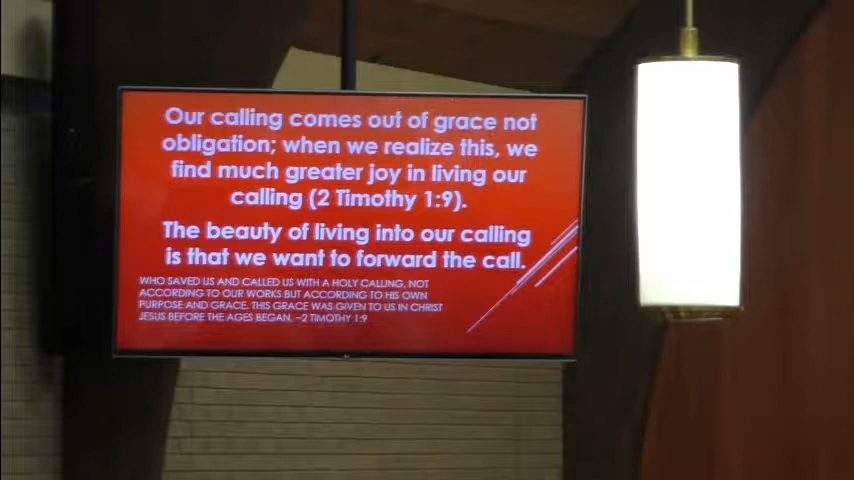 Our calling comes out of grace not
obligation; when we realize this, we
find much greater joy in living our
calling (2 Timothy 1:9).
The beauty of living into our calling
is that we want to forward the call.
WHO SAVED US AND CALLED US WITH A HOLY CALLING, NOT
ACCORDING TO OUR WORKS BUT ACCORDING TO HIS OWN
PURPOSE AND GRACE. THIS GRACE WAS GIVEN TO US IN CHRIST
JESUS BEFORE THE AGES BEGAN, –2 TIMOTHY 1:9